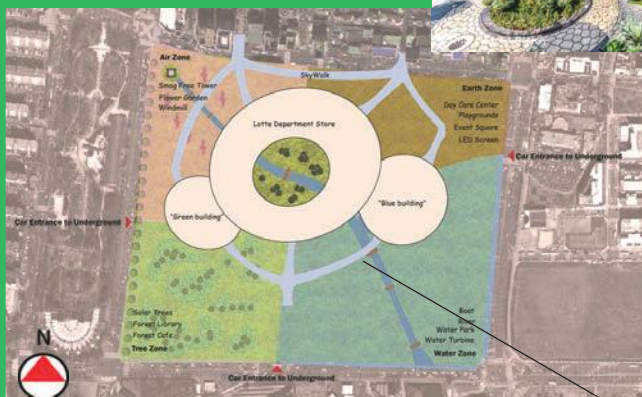 Air Zone
Smog Free Tower
Flower Garden
Windmill
SkyWalk
Earth Zone
Day Care Center
Playgrounds
Event Square
LED Screen
Lotte Department Store
"Green building"
"Blue building"
Car Entrance to Underground
Car Entrance to Underground
Solar Trees
Forest Library
Forest Cafe
Tree Zone
Boat
River
Water Park
Water Turbine
Water Zone
Car Entrance to Underground
N